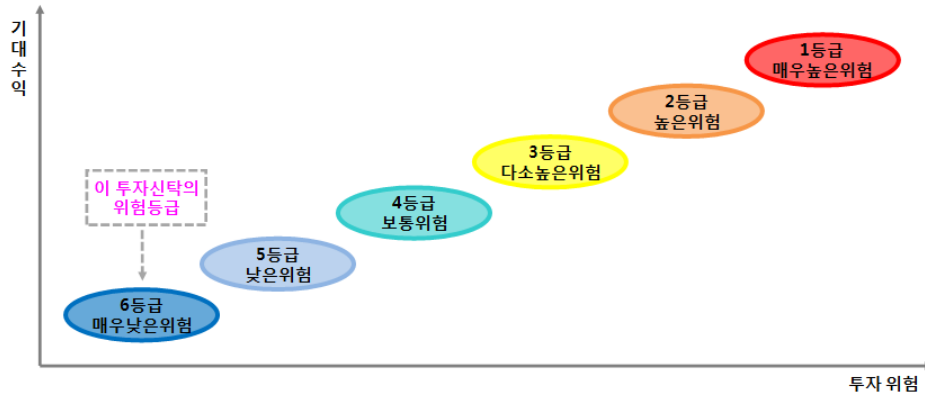 기대수익
1등급
매우높은위험
2등급
높은위험
3등급
다소높은위험
이 투자신탁의
위험등급
4등급
보통위험
5등급
낮은위험
6등급
매우낮은위험
투자 위험